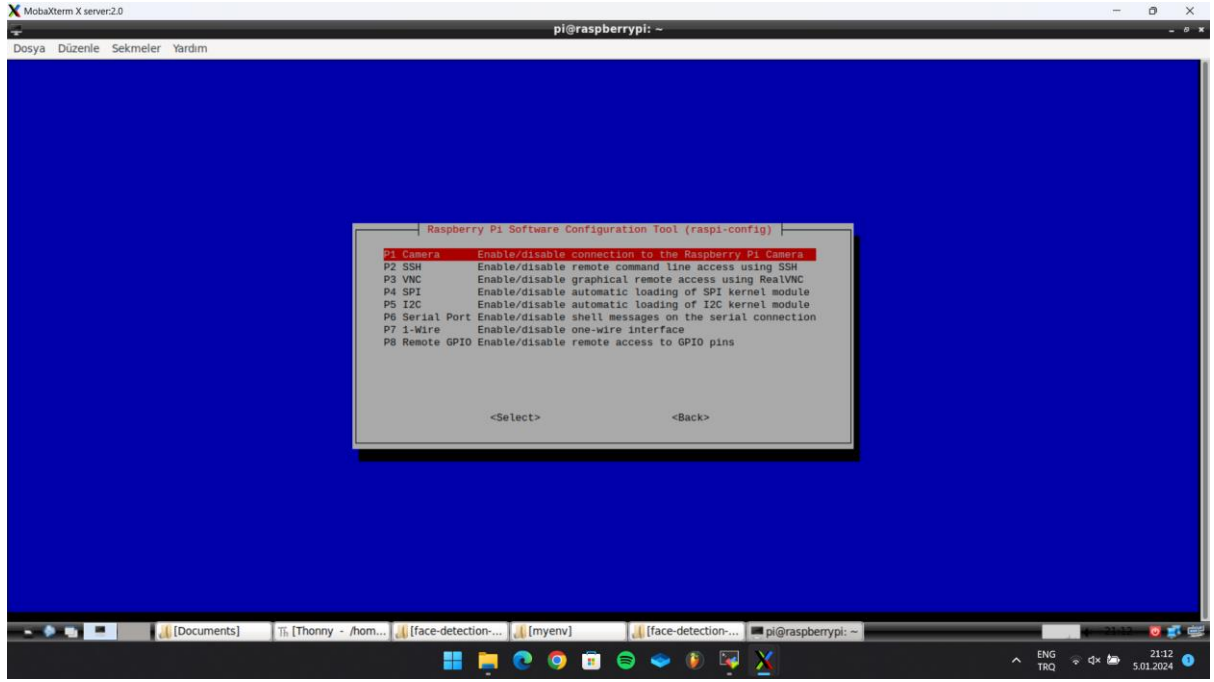 MobaXterm X server:2.0
pi@raspberrypi: ~
Dosya Düzenle Sekmeler Yardım
Raspberry Pi Software Configuration Tool (raspi-config)
P1 Camera Enable/disable connection to the Raspberry Pi Camera
P2 SSH Enable/disable remote command line access using SSH
P3 VNC Enable/disable graphical remote access using RealVNC
P4 SPI Enable/disable automatic loading of SPI kernel module
P5 I2C Enable/disable automatic loading of I2C kernel module
P6 Serial Port Enable/disable shell messages on the serial connection
P7 1-Wire Enable/disable one-wire interface
P8 Remote GPIO Enable/disable remote access to GPIO pins
<Select> <Back>
[Documents] [Thonny - /hom... [face-detection-... [myenv] [face-detection-... pi@raspberrypi: ~ 21:12
ENG 21:12
TRQ 5.01.2024 1